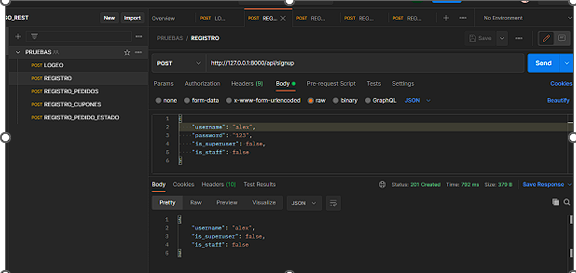 O_REST
New Import
Overview POST LO... POST REG... POST REG... POST REG... POST REG... No Environment
PRUEBAS / REGISTRO
Save
PRUEBAS
POST LOGEO
POST REGISTRO
POST REGISTRO_PEDIDOS
POST REGISTRO_CUPONES
POST REGISTRO_PEDIDO_ESTADO
POST http://127.0.0.1:8000/api/signup Send
Params Authorization Headers (9) Body Pre-request Script Tests Settings Cookies
none form-data x-www-form-urlencoded raw binary GraphQL JSON Beautify
1 {
2 "username": "alex",
3 "password": "123",
4 "is_superuser": false,
5 "is_staff": false
6 }
Body Cookies Headers (10) Test Results Status: 201 Created Time: 792 ms Size: 379 B Save Response
Pretty Raw Preview Visualize JSON
1 {
2 "username": "alex",
3 "is_superuser": false,
4 "is_staff": false
5 }